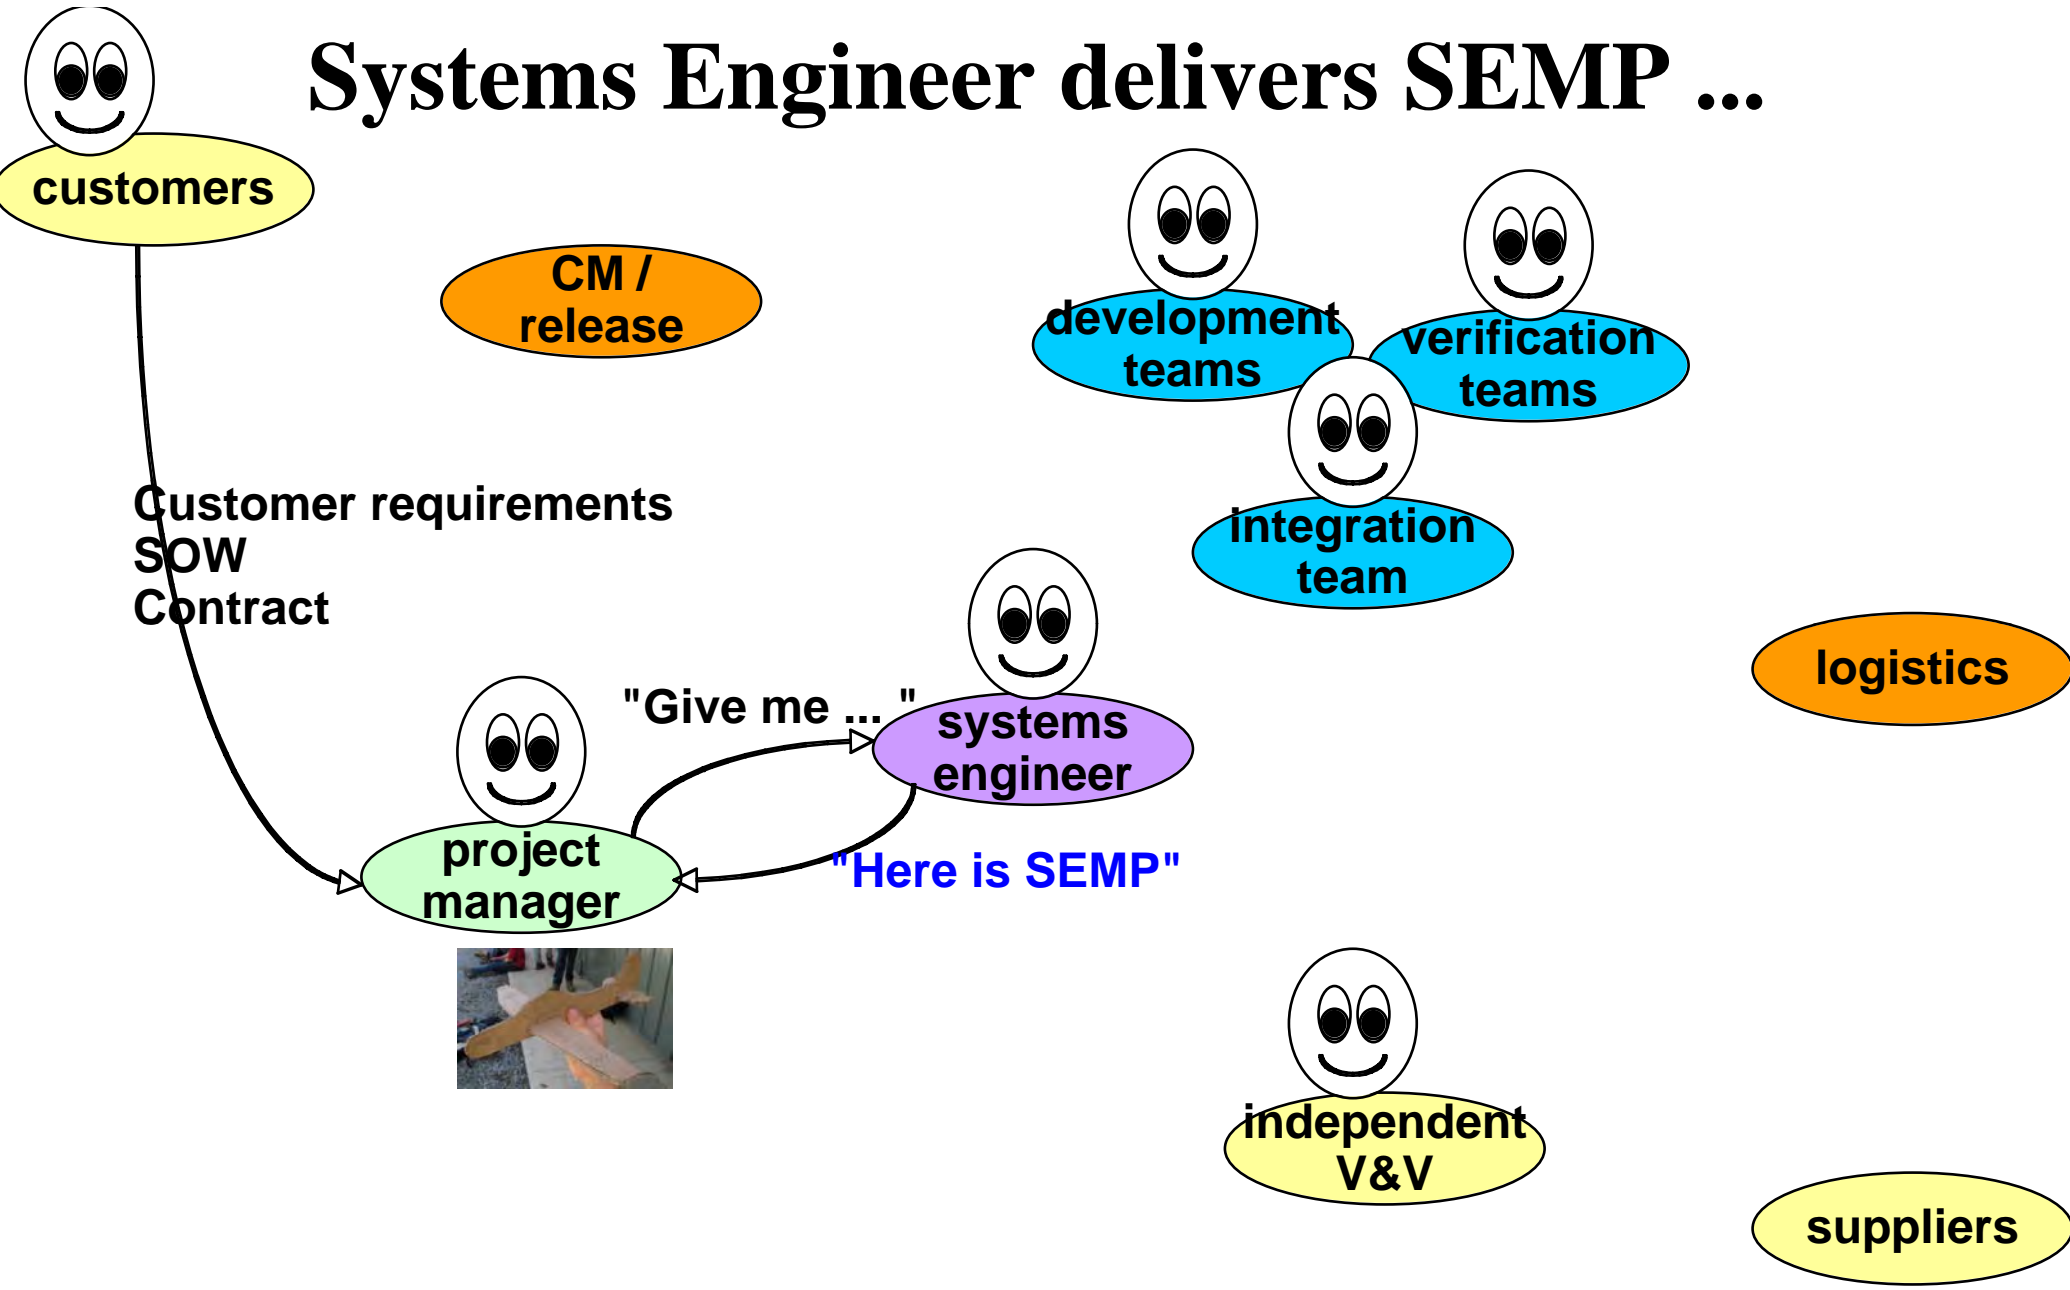 Systems Engineer delivers SEMP ...
customers
CM /
release
development
teams
verification
teams
integration
team
Customer requirements
SOW
Contract
logistics
"Give me ... "
systems
engineer
project
manager
"Here is SEMP"
independent
V&V
suppliers